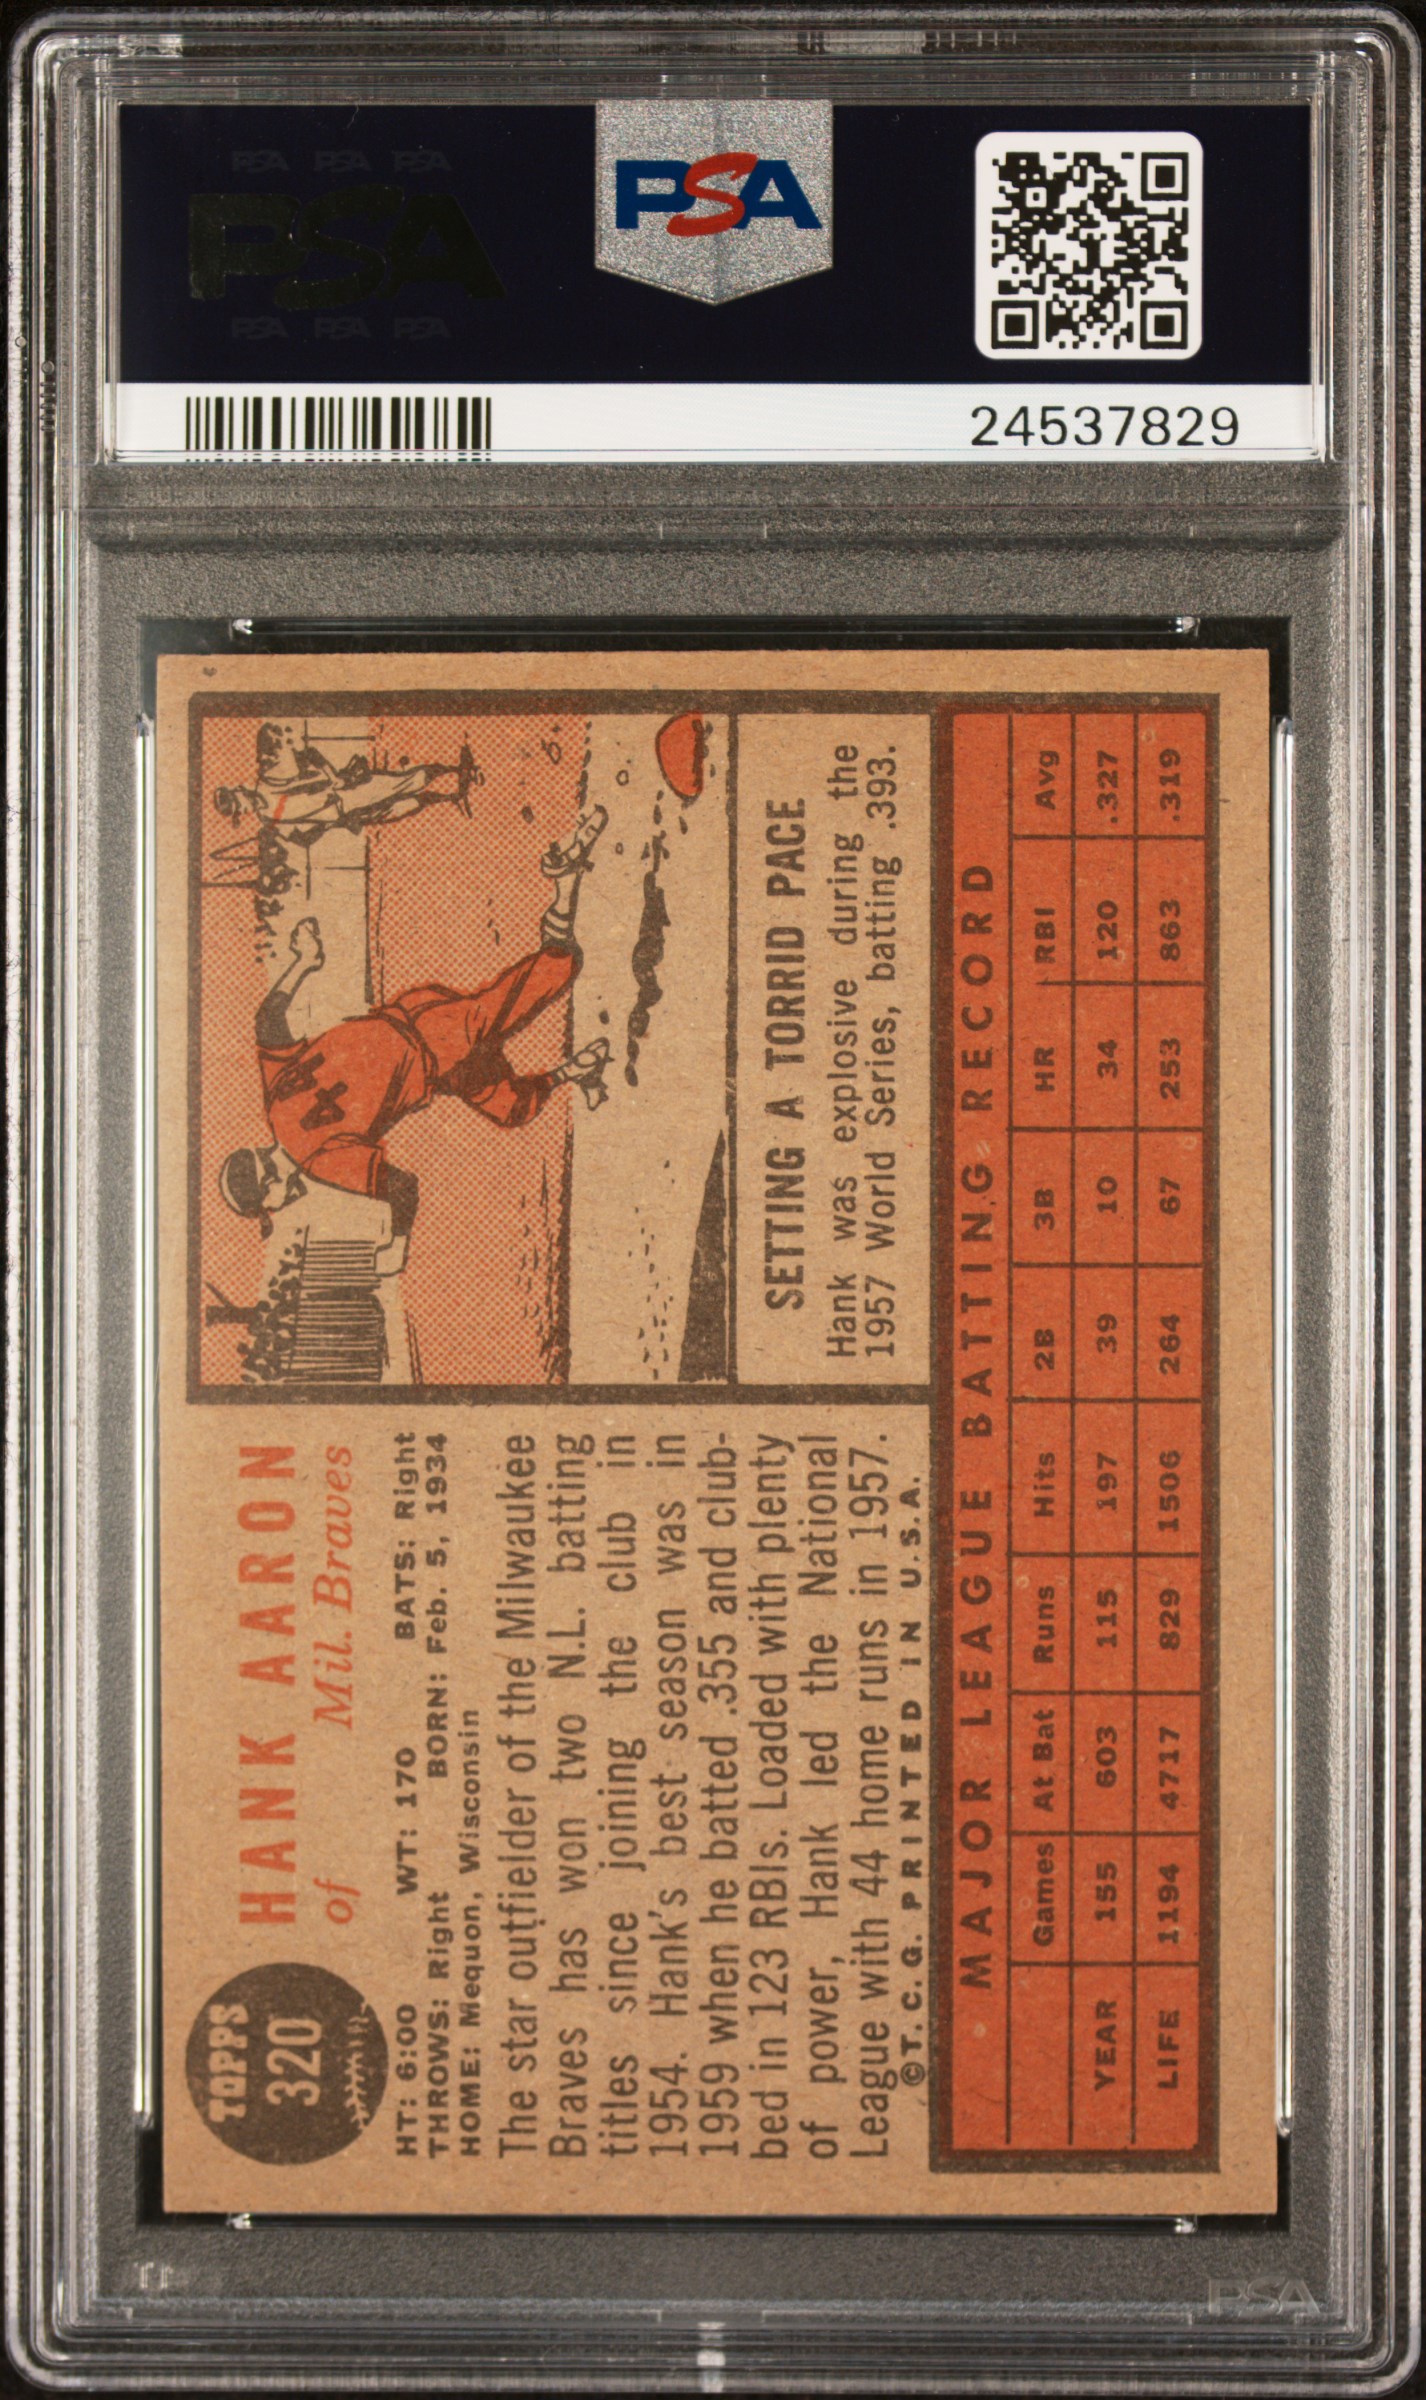 PSA PSA PSA
PSA
PSA PSA PSA
PSA
24537829
TOPPS
320
HANK AARON
of Mil. Braves
HT: 6:00 WT: 170 BATS: Right
THROWS: Right BORN: Feb. 5, 1934
HOME: Mequon, Wisconsin
The star outfielder of the Milwaukee
Braves has won two N.L. batting
titles since joining the club in
1954. Hank's best season was in
1959 when he batted .355 and club-
bed in 123 RBIs. Loaded with plenty
of power, Hank led the National
League with 44 home runs in 1957.
©T.C.G. PRINTED IN U.S.A.
44
SETTING A TORRID PACE
Hank was explosive during the
1957 World Series, batting .393.
MAJOR LEAGUE BATTING RECORD
Games At Bat Runs Hits 2B 3B HR RBI Avg
YEAR 155 603 115 197 39 10 34 120 .327
LIFE 1194 4717 829 1506 264 67 253 863 .319
PSA